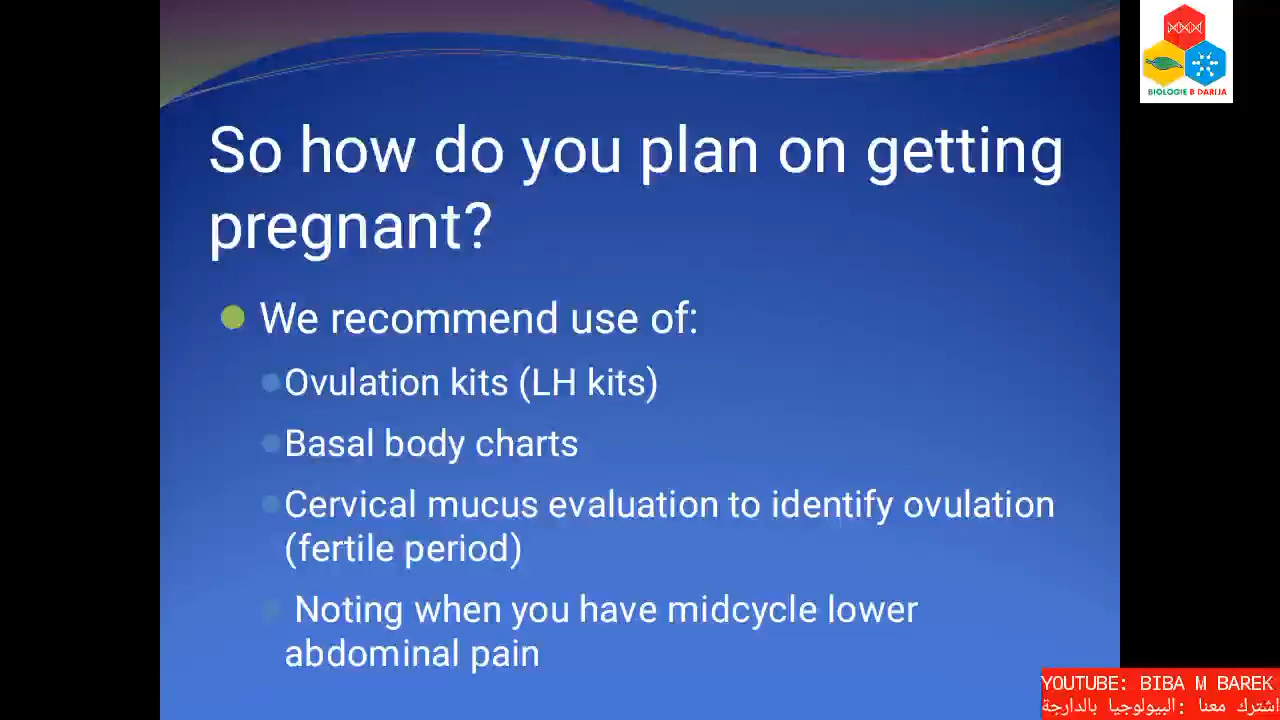 BIOLOGIE B DARIJA
So how do you plan on getting
pregnant?
We recommend use of:
Ovulation kits (LH kits)
Basal body charts
Cervical mucus evaluation to identify ovulation
(fertile period)
Noting when you have midcycle lower
abdominal pain
YOUTUBE: BIBA M BAREK
اشترك معنا :البيولوجيا بالدارجة